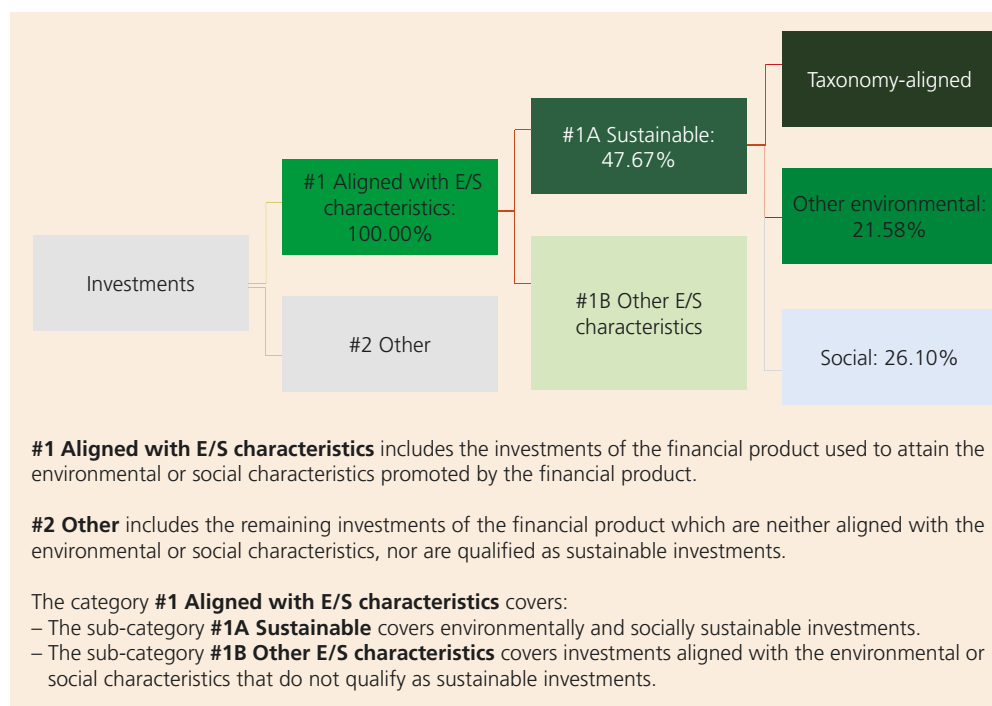 Taxonomy-aligned
#1A Sustainable:
47.67%
#1 Aligned with E/S
characteristics:
100.00%
Other environmental:
21.58%
Investments
#1B Other E/S
characteristics
#2 Other
Social: 26.10%
#1 Aligned with E/S characteristics includes the investments of the financial product used to attain the
environmental or social characteristics promoted by the financial product.
#2 Other includes the remaining investments of the financial product which are neither aligned with the
environmental or social characteristics, nor are qualified as sustainable investments.
The category #1 Aligned with E/S characteristics covers:
– The sub-category #1A Sustainable covers environmentally and socially sustainable investments.
– The sub-category #1B Other E/S characteristics covers investments aligned with the environmental or
social characteristics that do not qualify as sustainable investments.